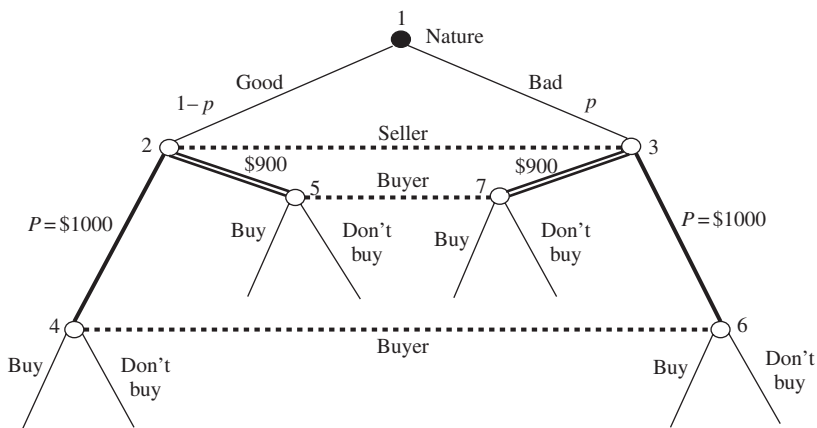 1
Nature
Good
Bad
1– p
p
2
Seller
3
$900
$900
5
Buyer
7
P = $1000
Buy
Don't
buy
Buy
Don't
buy
P = $1000
4
Buyer
6
Buy
Don't
buy
Buy
Don't
buy